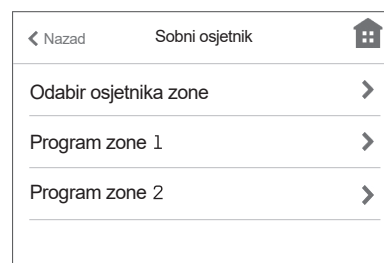 Nazad
Sobni osjetnik
Odabir osjetnika zone
Program zone 1
Program zone 2